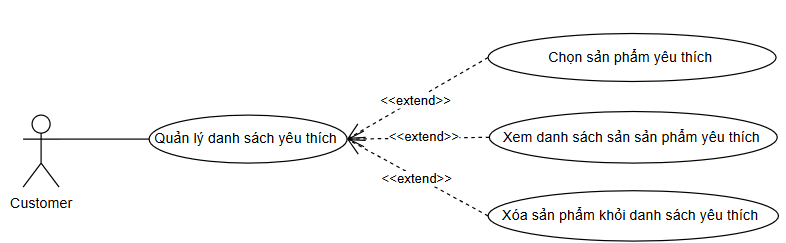 Chọn sản phẩm yêu thích
<<extend>>
Quản lý danh sách yêu thích
<<extend>>
Xem danh sách sản sản phẩm yêu thích
<<extend>>
Customer
Xóa sản phẩm khỏi danh sách yêu thích